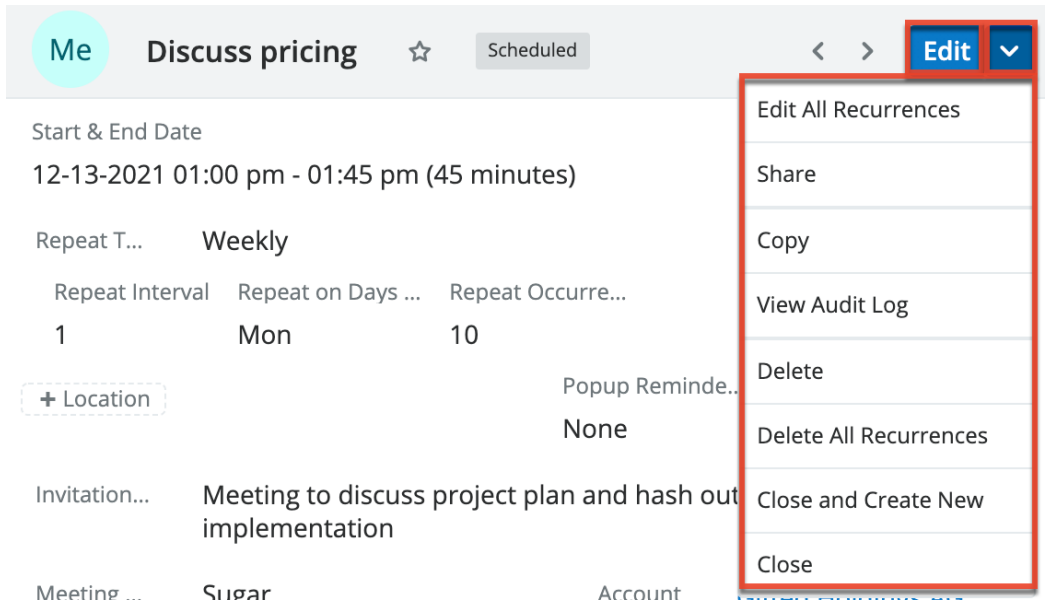 Me
Discuss pricing
Scheduled
Edit
Edit All Recurrences
Share
Copy
View Audit Log
Delete
Delete All Recurrences
Close and Create New
Close
Start & End Date
12-13-2021 01:00 pm - 01:45 pm (45 minutes)
Repeat T...
Weekly
Repeat Interval
Repeat on Days ...
Repeat Occurre...
1
Mon
10
+ Location
Popup Reminde...
None
Invitation...
Meeting to discuss project plan and hash out
implementation
Meeting ...
Sugar
Account